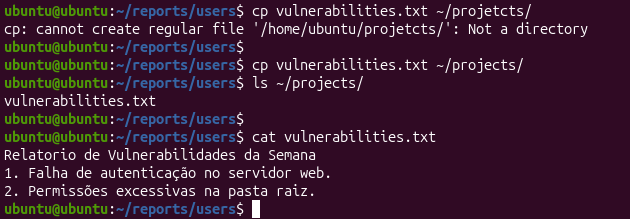 ubuntu@ubuntu:~/reports/users$ cp vulnerabilities.txt ~/projetcts/
cp: cannot create regular file '/home/ubuntu/projetcts/': Not a directory
ubuntu@ubuntu:~/reports/users$
ubuntu@ubuntu:~/reports/users$ cp vulnerabilities.txt ~/projects/
ubuntu@ubuntu:~/reports/users$ ls ~/projects/
vulnerabilities.txt
ubuntu@ubuntu:~/reports/users$
ubuntu@ubuntu:~/reports/users$ cat vulnerabilities.txt
Relatorio de Vulnerabilidades da Semana
1. Falha de autenticação no servidor web.
2. Permissões excessivas na pasta raiz.
ubuntu@ubuntu:~/reports/users$